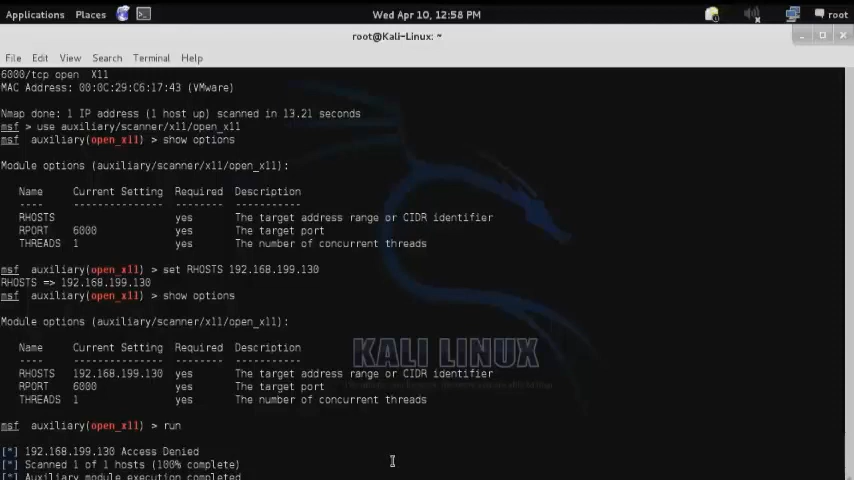 Applications Places Wed Apr 10, 12:58 PM root
root@Kali-Linux: ~
File Edit View Search Terminal Help
6000/tcp open  X11
MAC Address: 00:0C:29:C6:17:43 (VMware)
Nmap done: 1 IP address (1 host up) scanned in 13.21 seconds
msf > use auxiliary/scanner/x11/open_x11
msf  auxiliary(open_x11) > show options
Module options (auxiliary/scanner/x11/open_x11):
Name     Current Setting  Required  Description
----     ---------------  --------  -----------
RHOSTS                    yes       The target address range or CIDR identifier
RPORT    6000             yes       The target port
THREADS  1                yes       The number of concurrent threads
msf  auxiliary(open_x11) > set RHOSTS 192.168.199.130
RHOSTS => 192.168.199.130
msf  auxiliary(open_x11) > show options
Module options (auxiliary/scanner/x11/open_x11):
Name     Current Setting  Required  Description
----     ---------------  --------  -----------
RHOSTS   192.168.199.130  yes       The target address range or CIDR identifier
RPORT    6000             yes       The target port
KALI LINUX
THREADS  1                yes       The number of concurrent threads
msf  auxiliary(open_x11) > run
[*] 192.168.199.130 Access Denied
[*] Scanned 1 of 1 hosts (100% complete)
[*] Auxiliary module execution completed